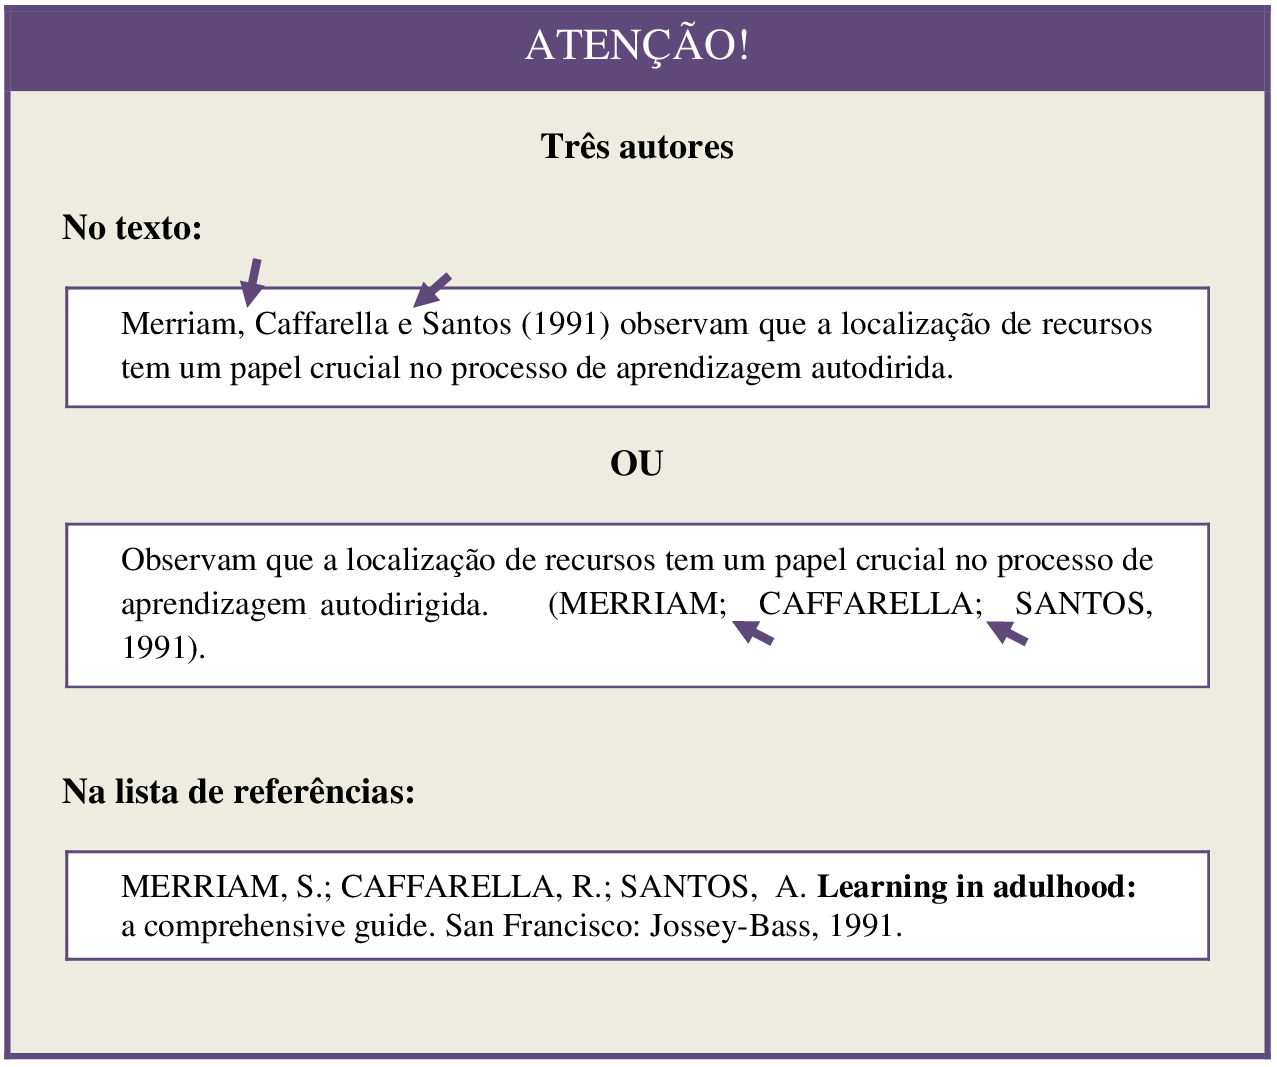 ATENÇÃO!
Três autores
No texto:
Merriam, Caffarella e Santos (1991) observam que a localização de recursos
tem um papel crucial no processo de aprendizagem autodirida.
OU
Observam que a localização de recursos tem um papel crucial no processo de
aprendizagem autodirigida. (MERRIAM; CAFFARELLA; SANTOS,
1991).
Na lista de referências:
MERRIAM, S.; CAFFARELLA, R.; SANTOS, A. Learning in adulhood:
a comprehensive guide. San Francisco: Jossey-Bass, 1991.